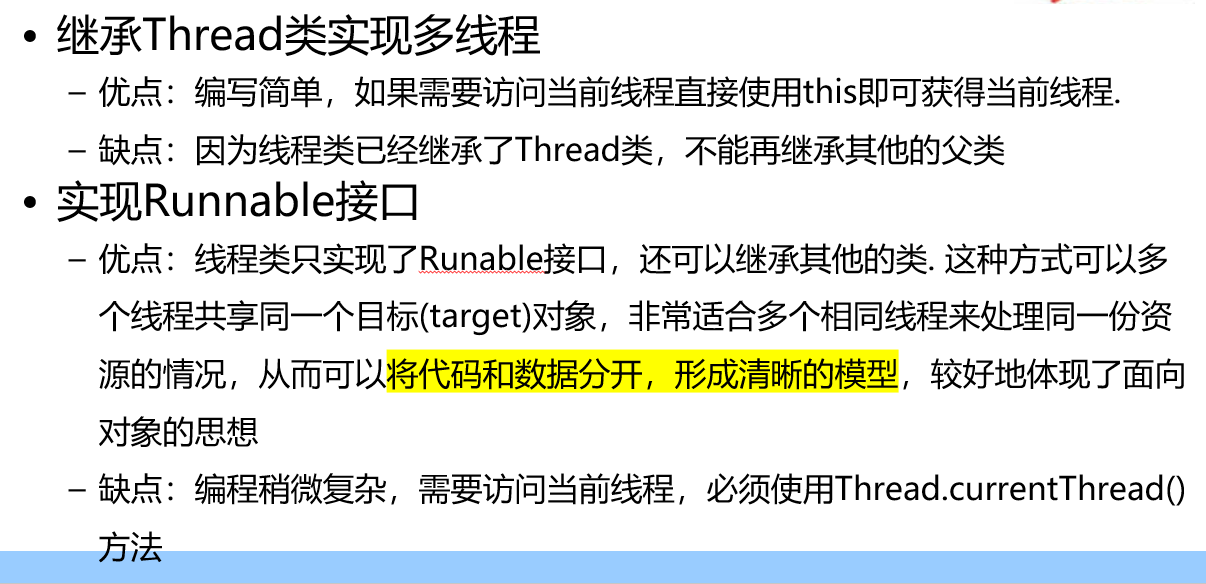 • 继承Thread类实现多线程
– 优点：编写简单，如果需要访问当前线程直接使用this即可获得当前线程.
– 缺点：因为线程类已经继承了Thread类，不能再继承其他的父类
• 实现Runnable接口
– 优点：线程类只实现了Runable接口，还可以继承其他的类. 这种方式可以多
个线程共享同一个目标(target)对象，非常适合多个相同线程来处理同一份资
源的情况，从而可以将代码和数据分开，形成清晰的模型，较好地体现了面向
对象的思想
– 缺点：编程稍微复杂，需要访问当前线程，必须使用Thread.currentThread()
方法